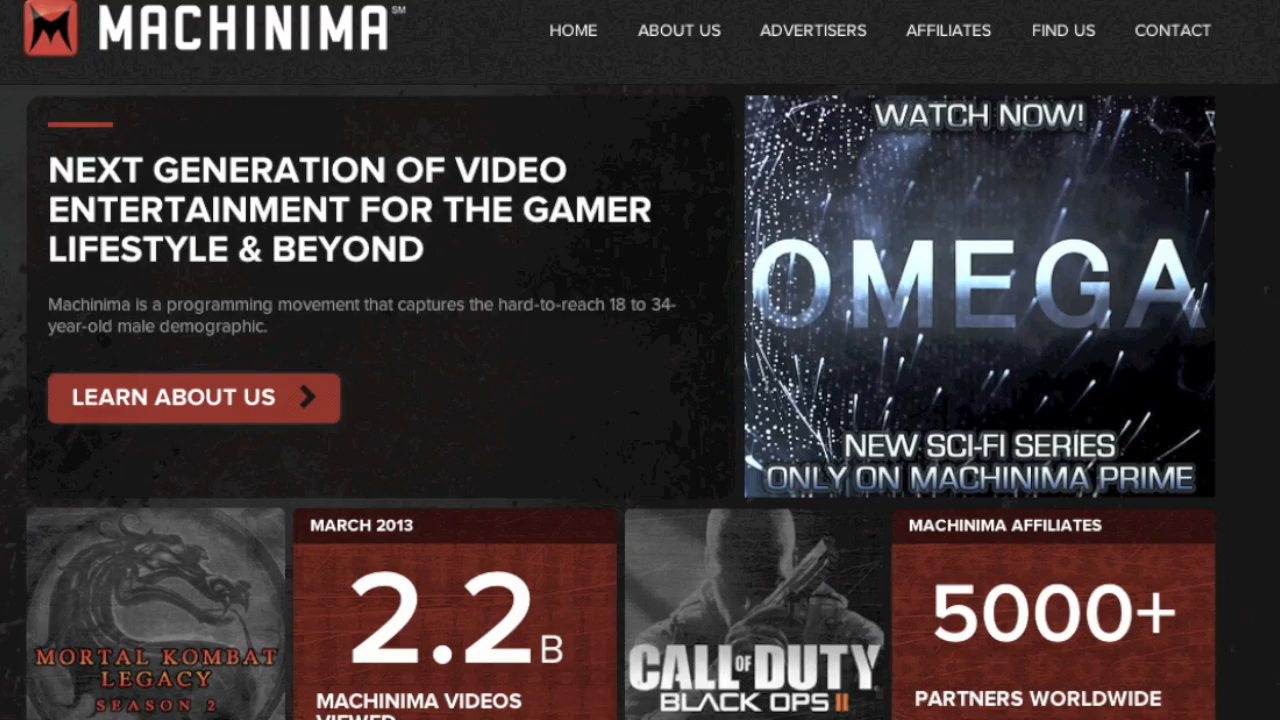 MACHINIMA SM
HOME ABOUT US ADVERTISERS AFFILIATES FIND US CONTACT
NEXT GENERATION OF VIDEO
ENTERTAINMENT FOR THE GAMER
LIFESTYLE & BEYOND
Machinima is a programming movement that captures the hard-to-reach 18 to 34-
year-old male demographic.
LEARN ABOUT US
WATCH NOW!
OMEGA
NEW SCI-FI SERIES
ONLY ON MACHINIMA PRIME
MORTAL KOMBAT
LEGACY
SEASON 2
MARCH 2013
2.2 B
MACHINIMA VIDEOS
VIEWED
CALL OF DUTY
BLACK OPS II
MACHINIMA AFFILIATES
5000+
PARTNERS WORLDWIDE